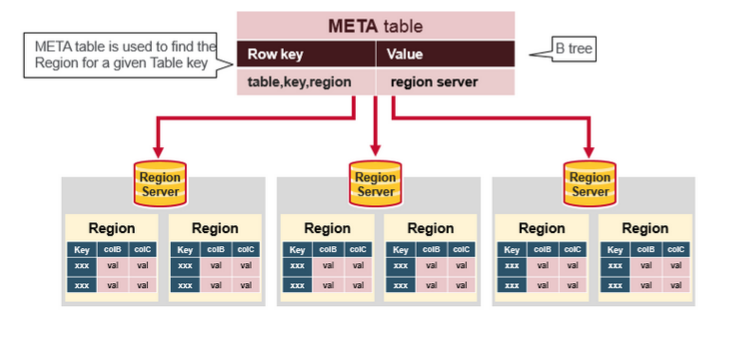 META table
META table is used to find the
Region for a given Table key
Row key Value
B tree
table,key,region region server
Region
Server
Region
Server
Region
Server
Region Region Region Region Region Region
Key colB colC Key colB colC Key colB colC Key colB colC Key colB colC Key colB colC
xxx val val xxx val val xxx val val xxx val val xxx val val xxx val val
xxx val val xxx val val xxx val val xxx val val xxx val val xxx val val